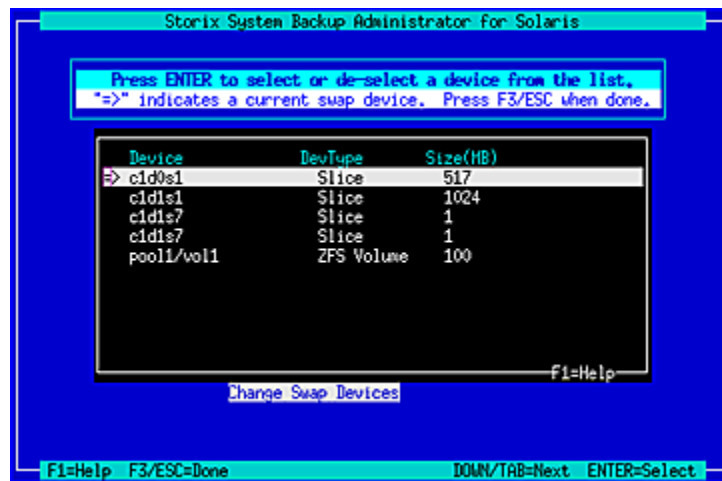 Storix System Backup Administrator for Solaris
Press ENTER to select or de-select a device from the list.
"=>" indicates a current swap device. Press F3/ESC when done.
Device DevType Size(MB)
=> c1d0s1 Slice 517
c1d1s1 Slice 1024
c1d1s7 Slice 1
c1d1s7 Slice 1
pool1/vol1 ZFS Volume 100
F1=Help
Change Swap Devices
F1=Help F3/ESC=Done DOWN/TAB=Next ENTER=Select